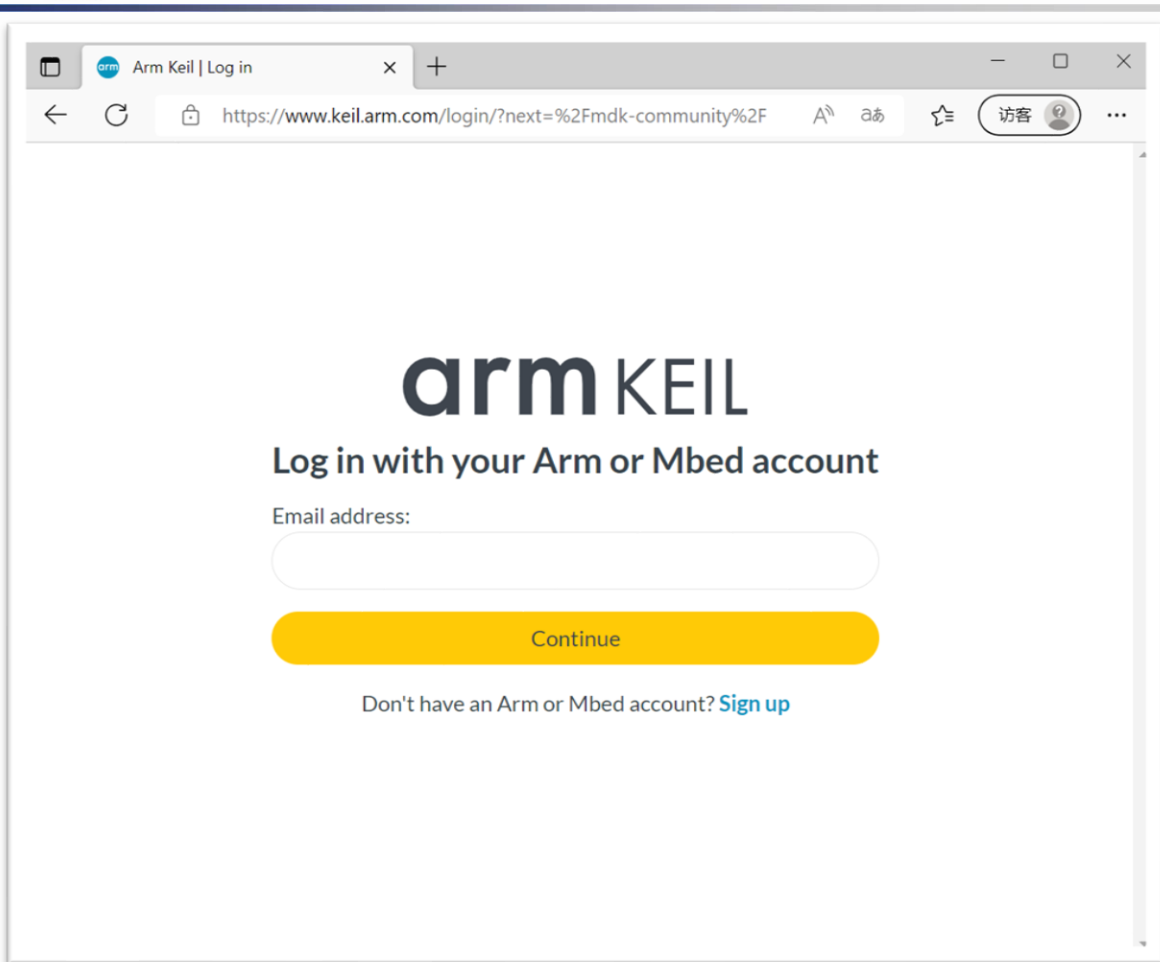 arm Arm Keil | Log in
https://www.keil.arm.com/login/?next=%2Fmdk-community%2F A aあ 访客
arm KEIL
Log in with your Arm or Mbed account
Email address:
Continue
Don't have an Arm or Mbed account? Sign up